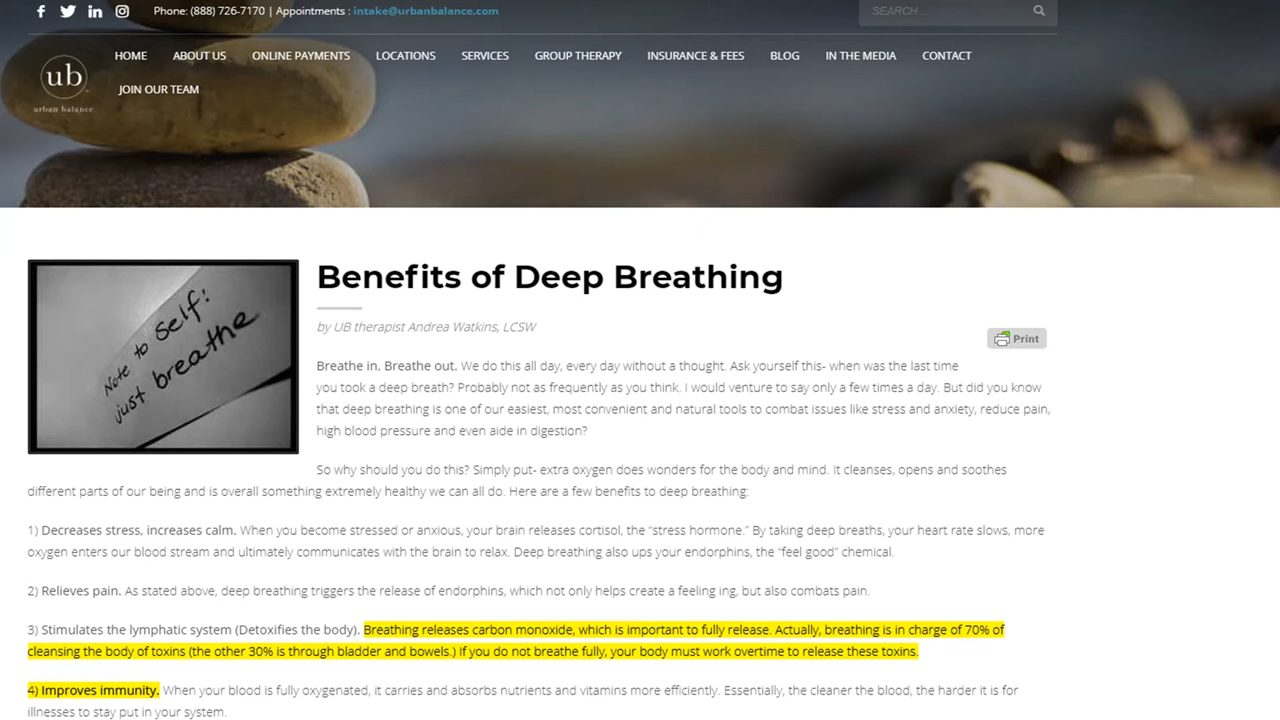 Phone: (888) 726-7170 | Appointments : intake@urbanbalance.com
SEARCH ...
HOME ABOUT US ONLINE PAYMENTS LOCATIONS SERVICES GROUP THERAPY INSURANCE & FEES BLOG IN THE MEDIA CONTACT
JOIN OUR TEAM
ub
urban balance
Note to self:
just breathe
Benefits of Deep Breathing
by UB therapist Andrea Watkins, LCSW
Print
Breathe in. Breathe out. We do this all day, every day without a thought. Ask yourself this- when was the last time
you took a deep breath? Probably not as frequently as you think. I would venture to say only a few times a day. But did you know
that deep breathing is one of our easiest, most convenient and natural tools to combat issues like stress and anxiety, reduce pain,
high blood pressure and even aide in digestion?
So why should you do this? Simply put- extra oxygen does wonders for the body and mind. It cleanses, opens and soothes
different parts of our being and is overall something extremely healthy we can all do. Here are a few benefits to deep breathing:
1) Decreases stress, increases calm. When you become stressed or anxious, your brain releases cortisol, the “stress hormone.” By taking deep breaths, your heart rate slows, more
oxygen enters our blood stream and ultimately communicates with the brain to relax. Deep breathing also ups your endorphins, the “feel good” chemical.
2) Relieves pain. As stated above, deep breathing triggers the release of endorphins, which not only helps create a feeling ing, but also combats pain.
3) Stimulates the lymphatic system (Detoxifies the body). Breathing releases carbon monoxide, which is important to fully release. Actually, breathing is in charge of 70% of
cleansing the body of toxins (the other 30% is through bladder and bowels.) If you do not breathe fully, your body must work overtime to release these toxins.
4) Improves immunity. When your blood is fully oxygenated, it carries and absorbs nutrients and vitamins more efficiently. Essentially, the cleaner the blood, the harder it is for
illnesses to stay put in your system.